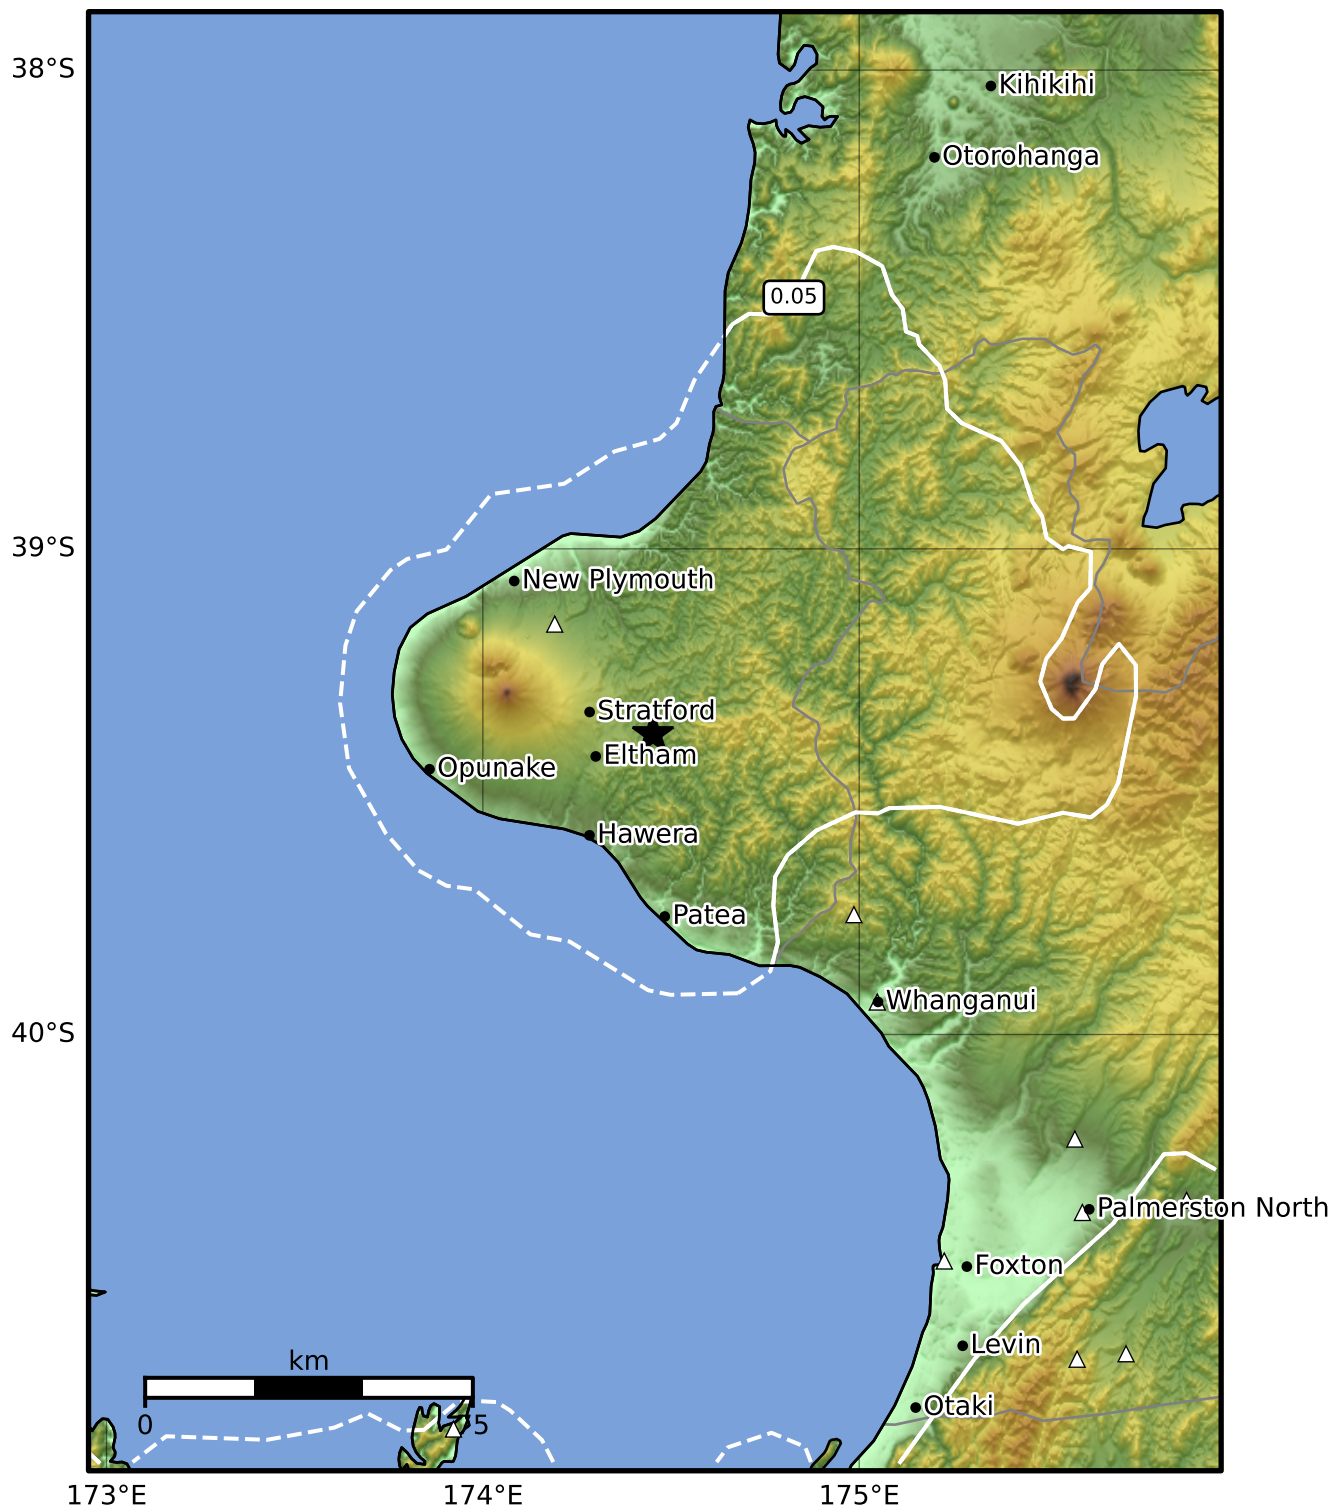 38°S
Kihikihi
Otorohanga
0.05
39°S
New Plymouth
Stratford
Eltham
Opunake
Hawera
Patea
Whanganui
40°S
Palmerston North
Foxton
Levin
km
Otaki
0
75
173°E
174°E
175°E